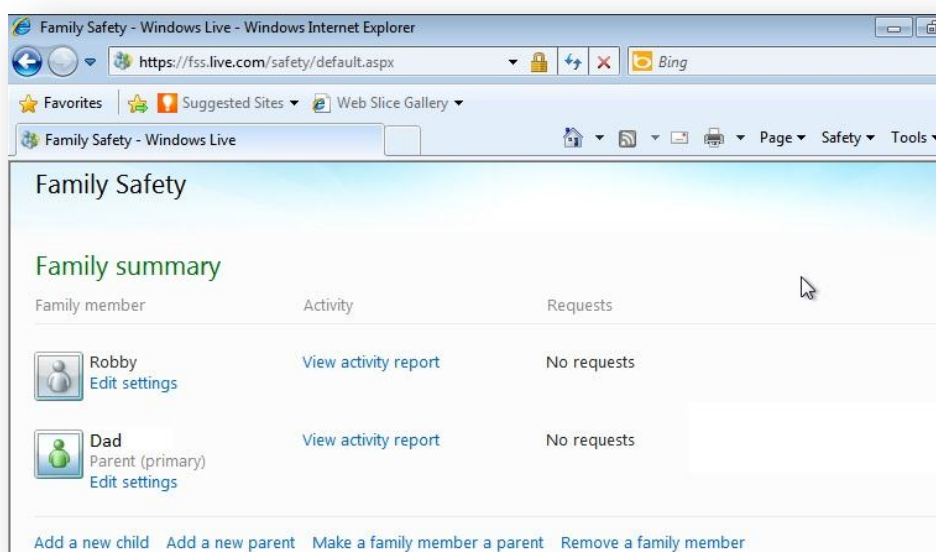 Family Safety - Windows Live - Windows Internet Explorer
https://fss.live.com/safety/default.aspx Bing
Favorites Suggested Sites Web Slice Gallery
Family Safety - Windows Live Page Safety Tools
Family Safety
Family summary
Family member Activity Requests
Robby View activity report No requests
Edit settings
Dad View activity report No requests
Parent (primary)
Edit settings
Add a new child Add a new parent Make a family member a parent Remove a family member